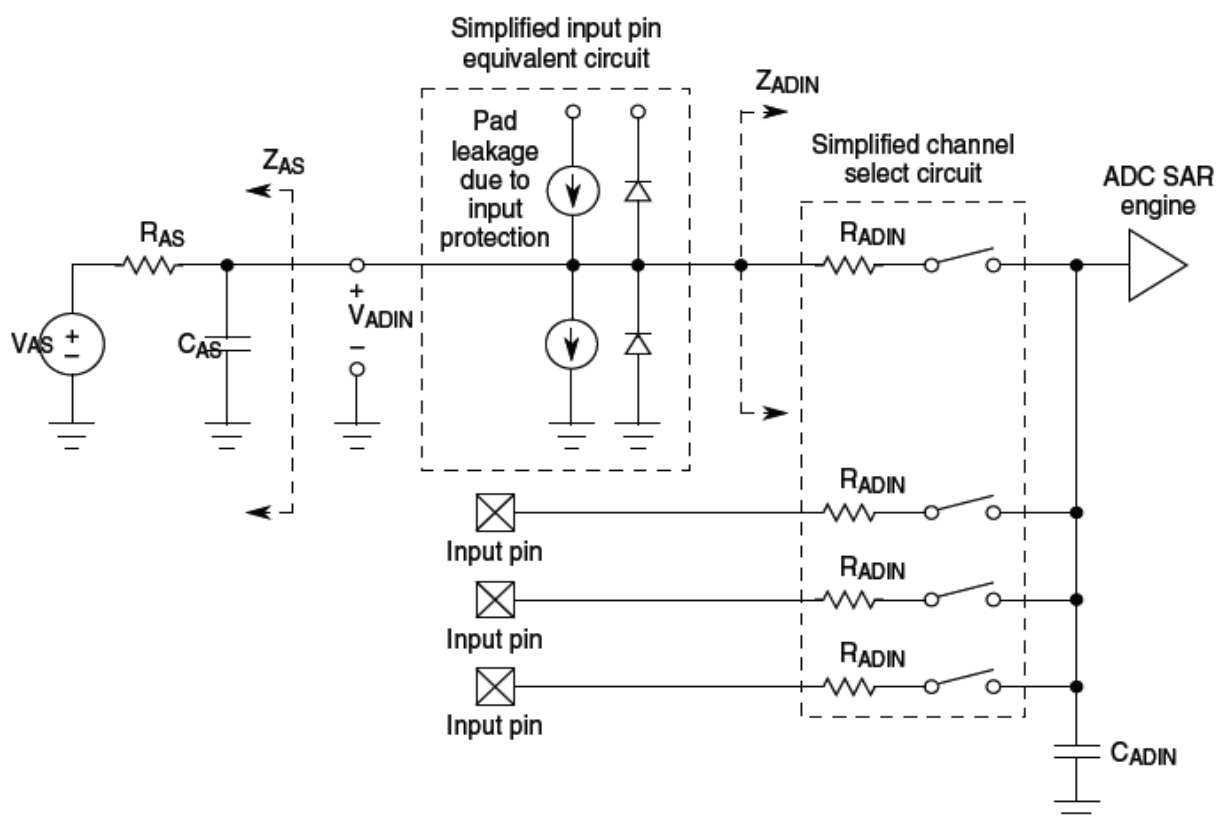 Simplified input pin
equivalent circuit
Pad
leakage
due to
input
protection
ZADIN
Simplified channel
select circuit
ADC SAR
engine
ZAS
RAS
RADIN
VAS
+
−
CAS
+
VADIN
−
RADIN
Input pin
RADIN
Input pin
RADIN
Input pin
CADIN